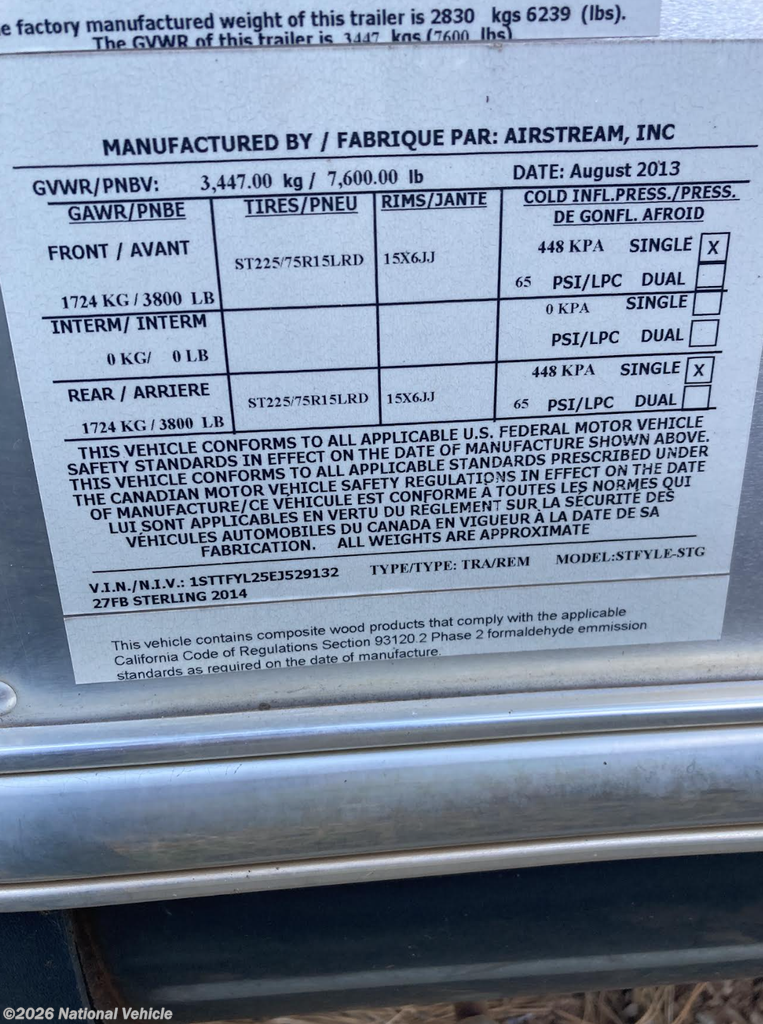 e factory manufactured weight of this trailer is 2830 kgs 6239 (lbs).
The GVWR of this trailer is 3447 kgs (7600 lbs)
MANUFACTURED BY / FABRIQUE PAR: AIRSTREAM, INC
GVWR/PNBV: 3,447.00 kg / 7,600.00 lb DATE: August 2013
GAWR/PNBE TIRES/PNEU RIMS/JANTE COLD INFL.PRESS./PRESS.
DE GONFL. AFROID
FRONT / AVANT ST225/75R15LRD 15X6JJ 448 KPA SINGLE X
1724 KG / 3800 LB 65 PSI/LPC DUAL
INTERM/ INTERM 0 KPA SINGLE
0 KG/ 0 LB PSI/LPC DUAL
REAR / ARRIERE ST225/75R15LRD 15X6JJ 448 KPA SINGLE X
1724 KG / 3800 LB 65 PSI/LPC DUAL
THIS VEHICLE CONFORMS TO ALL APPLICABLE U.S. FEDERAL MOTOR VEHICLE
SAFETY STANDARDS IN EFFECT ON THE DATE OF MANUFACTURE SHOWN ABOVE.
THIS VEHICLE CONFORMS TO ALL APPLICABLE STANDARDS PRESCRIBED UNDER
THE CANADIAN MOTOR VEHICLE SAFETY REGULATIONS IN EFFECT ON THE DATE
OF MANUFACTURE/CE VÉHICULE EST CONFORME À TOUTES LES NORMES QUI
LUI SONT APPLICABLES EN VERTU DU RÉGLEMENT SUR LA SÉCURITÉ DES
VÉHICULES AUTOMOBILES DU CANADA EN VIGUEUR À LA DATE DE SA
FABRICATION. ALL WEIGHTS ARE APPROXIMATE
V.I.N./N.I.V.: 1STTFYL25EJ529132 TYPE/TYPE: TRA/REM MODEL:STFYLE-STG
27FB STERLING 2014
This vehicle contains composite wood products that comply with the applicable
California Code of Regulations Section 93120.2 Phase 2 formaldehyde emmission
standards as required on the date of manufacture.
©2026 National Vehicle